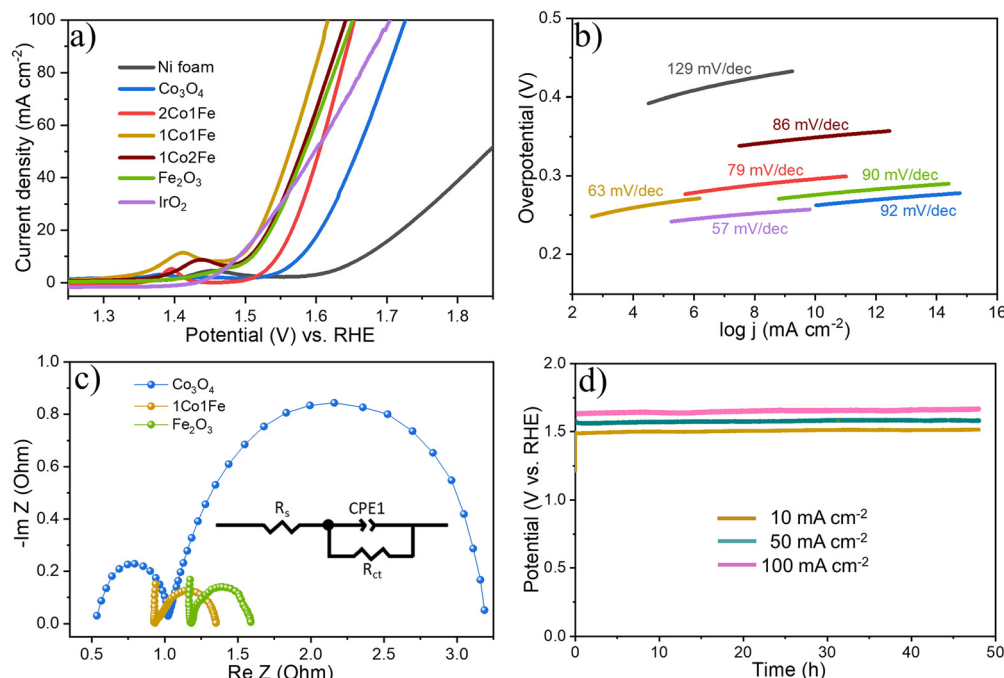 a)
100
80
60
40
20
0
Current density (mA cm⁻²)
Ni foam
Co₃O₄
2Co1Fe
1Co1Fe
1Co2Fe
Fe₂O₃
IrO₂
1.3 1.4 1.5 1.6 1.7 1.8
Potential (V) vs. RHE
b)
0.5
0.4
0.3
0.2
Overpotential (V)
129 mV/dec
86 mV/dec
79 mV/dec
90 mV/dec
63 mV/dec
57 mV/dec
92 mV/dec
2 4 6 8 10 12 14 16
log j (mA cm⁻²)
c)
1.0
0.8
0.6
0.4
0.2
0.0
-Im Z (Ohm)
Co₃O₄
1Co1Fe
Fe₂O₃
Rₛ
CPE1
R꜀ₜ
0.5 1.0 1.5 2.0 2.5 3.0
Re Z (Ohm)
d)
2.0
1.5
1.0
0.5
0.0
Potential (V vs. RHE)
10 mA cm⁻²
50 mA cm⁻²
100 mA cm⁻²
0 10 20 30 40 50
Time (h)